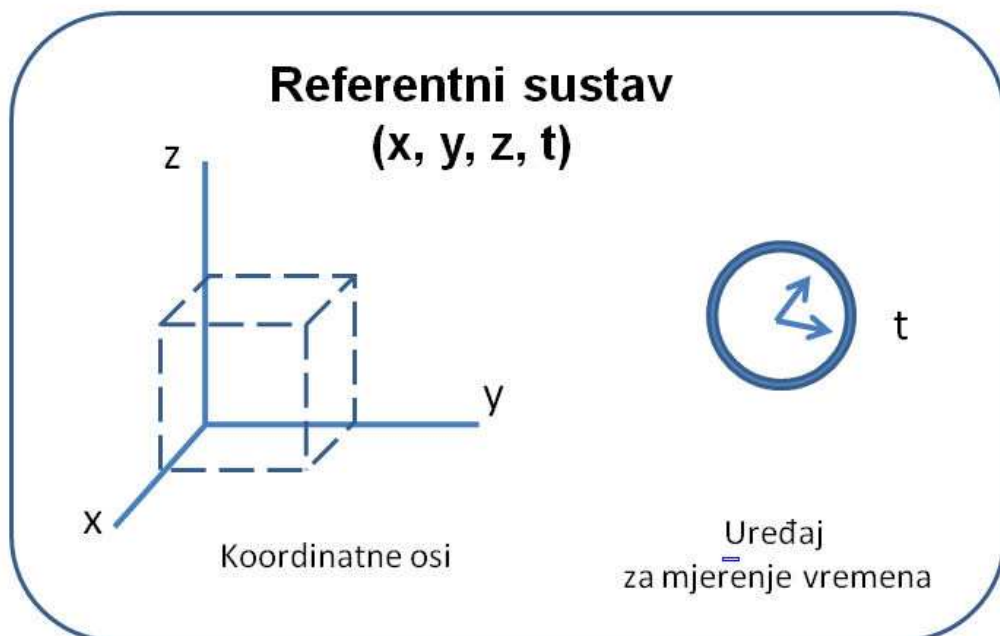 Referentni sustav
(x, y, z, t)
z
y
t
x
Koordinatne osi
Uređaj
za mjerenje vremena